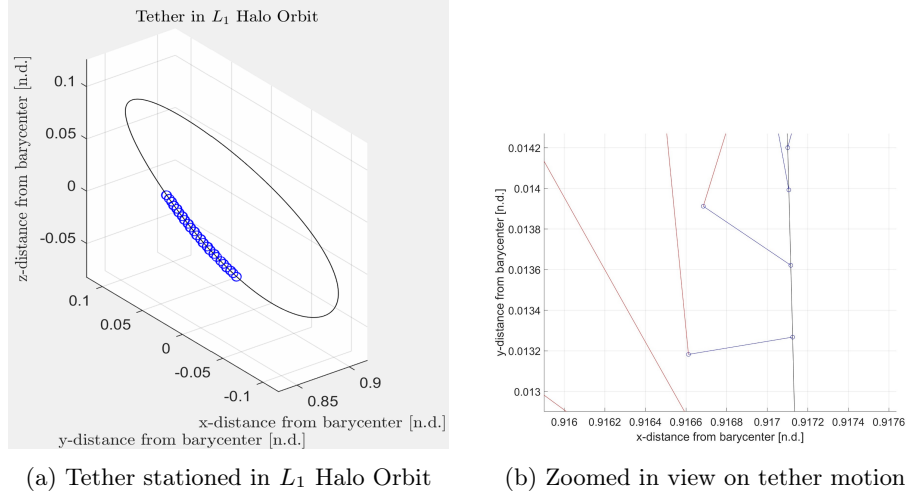 Tether in L₁ Halo Orbit
z-distance from barycenter [n.d.]
0.1
0.05
0
-0.05
0.1
0.05
0
-0.05
-0.1
0.85
0.9
x-distance from barycenter [n.d.]
y-distance from barycenter [n.d.]
(a) Tether stationed in L₁ Halo Orbit
y-distance from barycenter [n.d.]
0.0142
0.014
0.0138
0.0136
0.0134
0.0132
0.013
0.916 0.9162 0.9164 0.9166 0.9168 0.917 0.9172 0.9174 0.9176
x-distance from barycenter [n.d.]
(b) Zoomed in view on tether motion